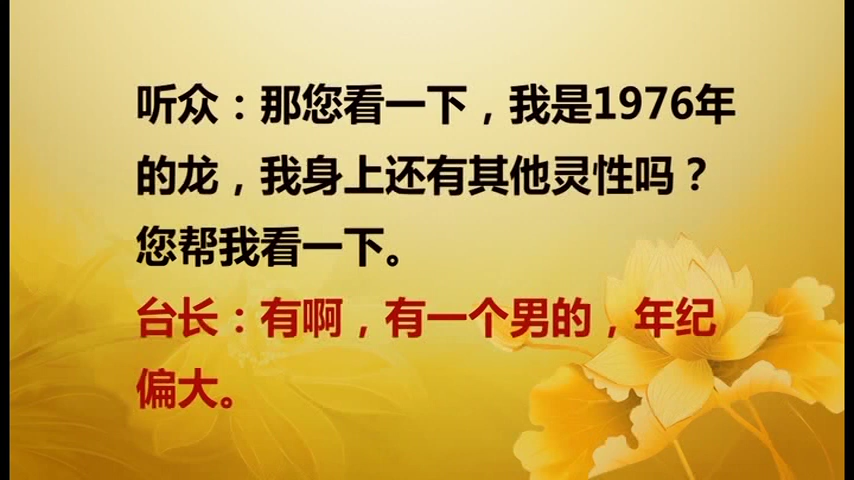 听众：那您看一下，我是1976年
的龙，我身上还有其他灵性吗？
您帮我看一下。
台长：有啊，有一个男的，年纪
偏大。